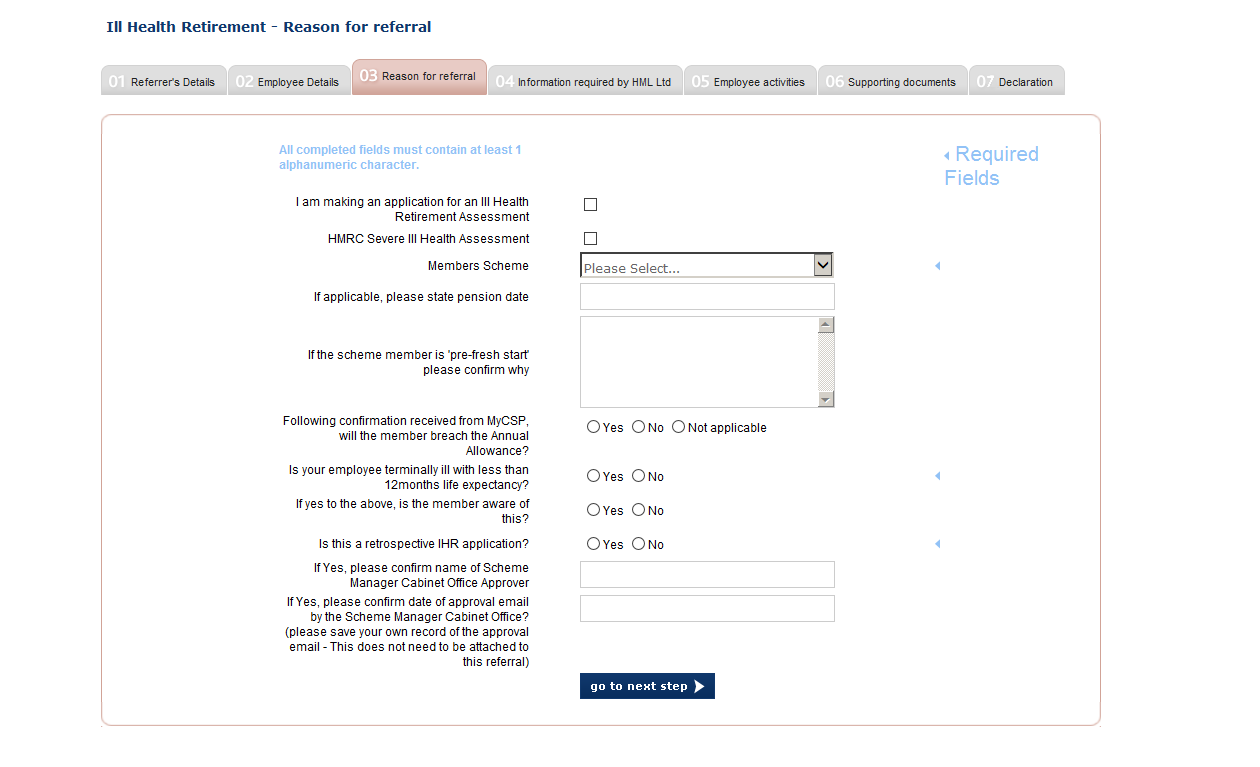 Ill Health Retirement - Reason for referral
01 Referrer's Details 02 Employee Details 03 Reason for referral 04 Information required by HML Ltd 05 Employee activities 06 Supporting documents 07 Declaration
All completed fields must contain at least 1
alphanumeric character.
Required
Fields
I am making an application for an Ill Health
Retirement Assessment
HMRC Severe Ill Health Assessment
Members Scheme
Please Select...
If applicable, please state pension date
If the scheme member is 'pre-fresh start'
please confirm why
Following confirmation received from MyCSP,
will the member breach the Annual
Allowance?
Yes No Not applicable
Is your employee terminally ill with less than
12months life expectancy?
Yes No
If yes to the above, is the member aware of
this?
Yes No
Is this a retrospective IHR application?
Yes No
If Yes, please confirm name of Scheme
Manager Cabinet Office Approver
If Yes, please confirm date of approval email
by the Scheme Manager Cabinet Office?
(please save your own record of the approval
email - This does not need to be attached to
this referral)
go to next step